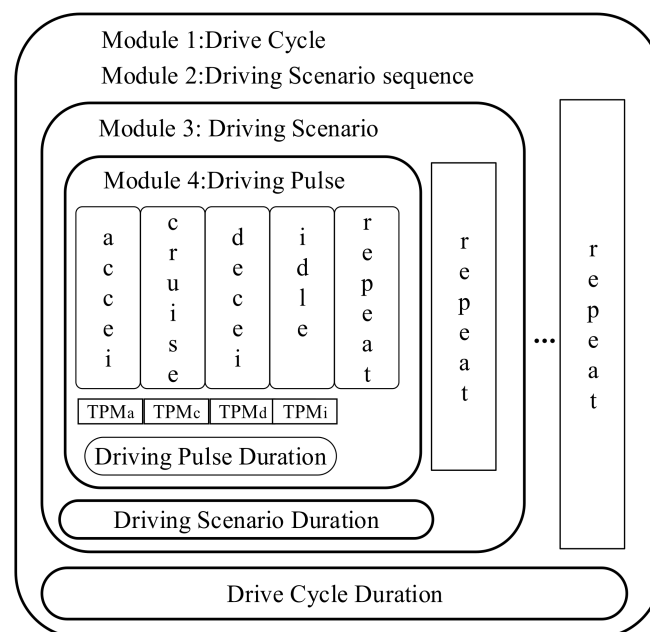 Module 1:Drive Cycle
Module 2:Driving Scenario sequence
Module 3: Driving Scenario
Module 4:Driving Pulse
accei
cruise
decei
idle
repeat
repeat
...
repeat
TPMa
TPMc
TPMd
TPMi
Driving Pulse Duration
Driving Scenario Duration
Drive Cycle Duration